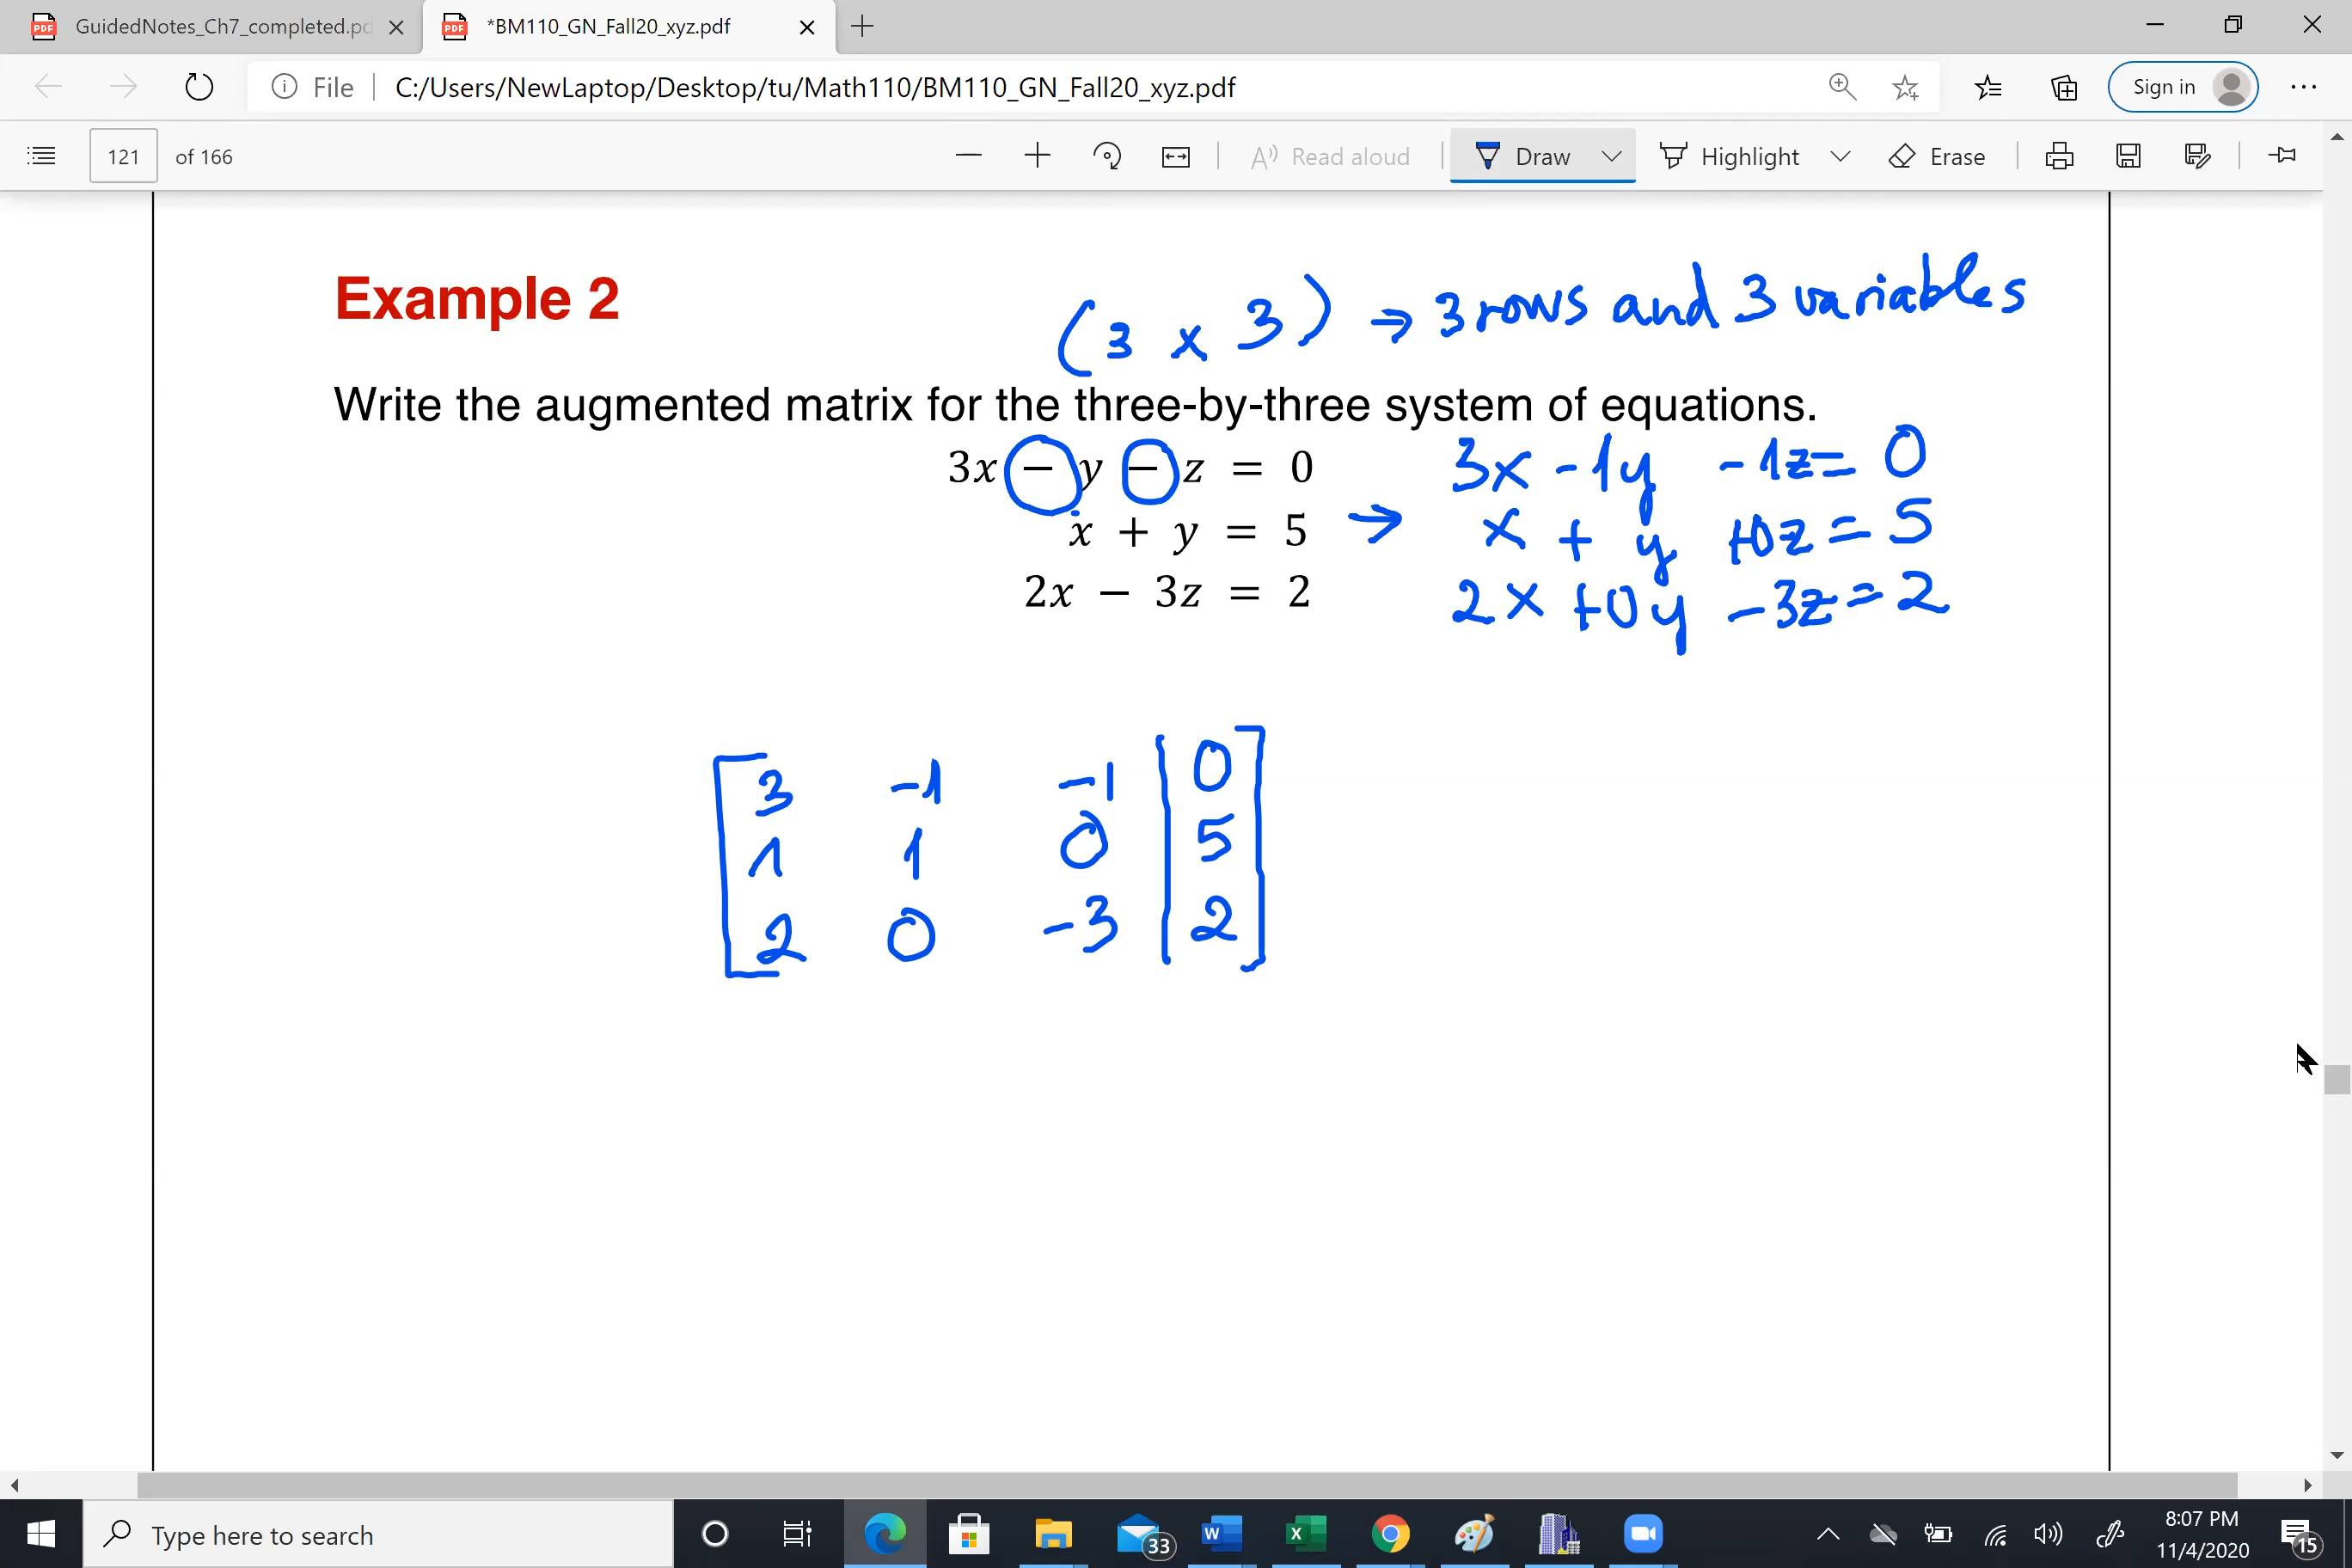 GuidedNotes_Ch7_completed.pd
*BM110_GN_Fall20_xyz.pdf
File C:/Users/NewLaptop/Desktop/tu/Math110/BM110_GN_Fall20_xyz.pdf Sign in
121 of 166 Read aloud Draw Highlight Erase
Example 2 (3 x 3) → 3 rows and 3 variables
Write the augmented matrix for the three-by-three system of equations.
3x − y − z = 0 3x -1y -1z = 0
x + y = 5 → x + y +0z = 5
2x − 3z = 2 2x +0y -3z = 2
3 -1 -1 | 0
1 1 0 | 5
2 0 -3 | 2
Type here to search 33 8:07 PM
11/4/2020 15